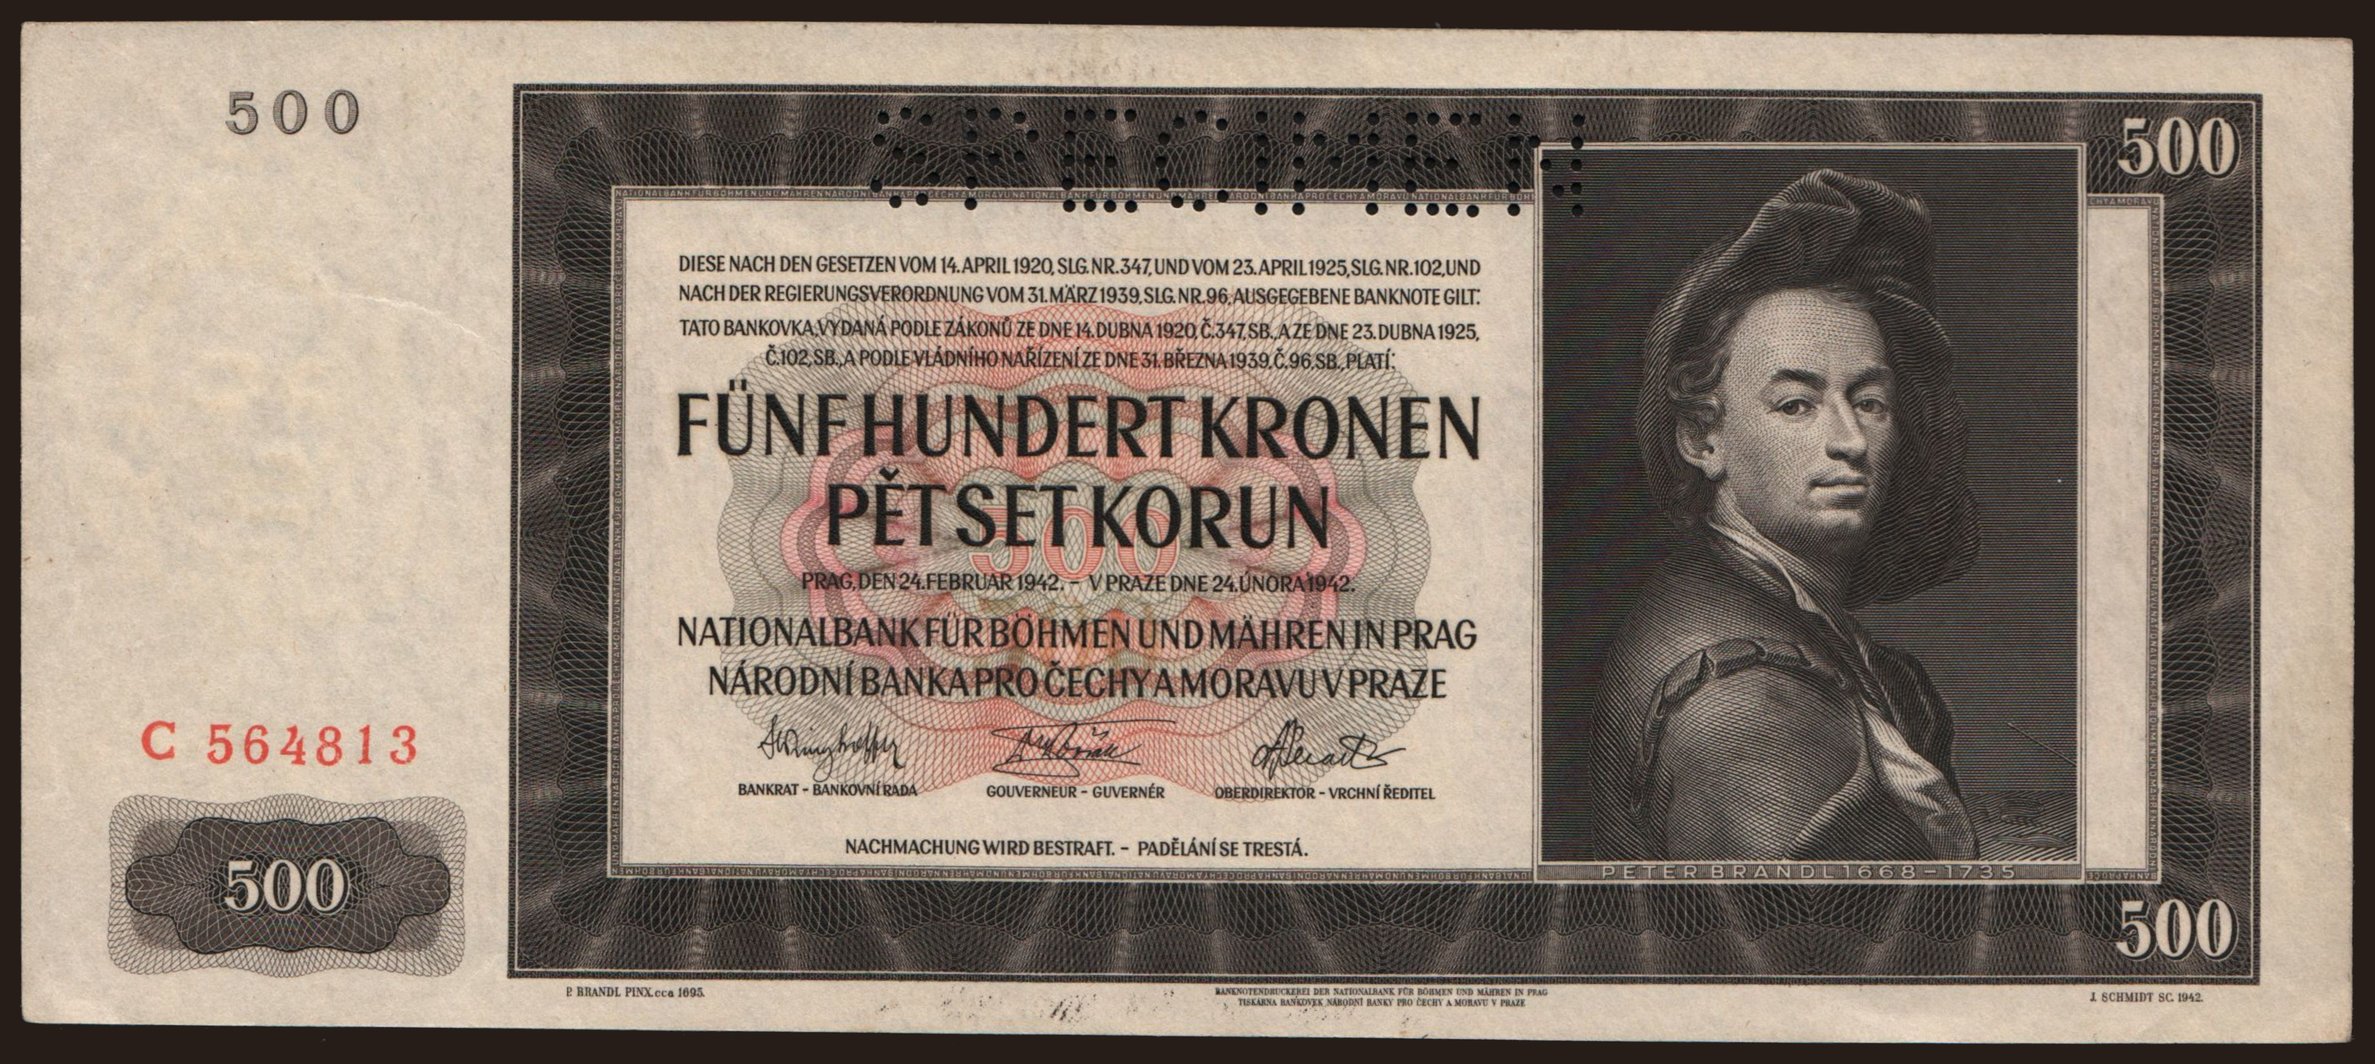 500
SPECIMEN
500
DIESE NACH DEN GESETZEN VOM 14. APRIL 1920, SLG. NR. 347, UND VOM 23. APRIL 1925, SLG. NR. 102, UND
NACH DER REGIERUNGSVERORDNUNG VOM 31. MÄRZ 1939, SLG. NR. 96, AUSGEGEBENE BANKNOTE GILT:
TATO BANKOVKA, VYDANÁ PODLE ZÁKONŮ ZE DNE 14. DUBNA 1920, Č. 347, SB., A ZE DNE 23. DUBNA 1925,
Č. 102, SB., A PODLE VLÁDNÍHO NAŘÍZENÍ ZE DNE 31. BŘEZNA 1939, Č. 96, SB., PLATÍ:
FÜNFHUNDERT KRONEN
PĚT SET KORUN
500
PRAG, DEN 24. FEBRUAR 1942. – V PRAZE DNE 24. ÚNORA 1942.
NATIONALBANK FÜR BÖHMEN UND MÄHREN IN PRAG
NÁRODNÍ BANKA PRO ČECHY A MORAVU V PRAZE
C 564813
BANKRAT – BANKOVNÍ RADA
GOUVERNEUR – GUVERNÉR
OBERDIREKTOR – VRCHNÍ ŘEDITEL
NACHMACHUNG WIRD BESTRAFT. – PADĚLÁNÍ SE TRESTÁ.
PETER BRANDL 1668–1735
500
500
P. BRANDL PINX. cca 1695.
BANKNOTENDRUCKEREI DER NATIONALBANK FÜR BÖHMEN UND MÄHREN IN PRAG
TISKÁRNA BANKOVEK NÁRODNÍ BANKY PRO ČECHY A MORAVU V PRAZE
J. SCHMIDT SC. 1942.